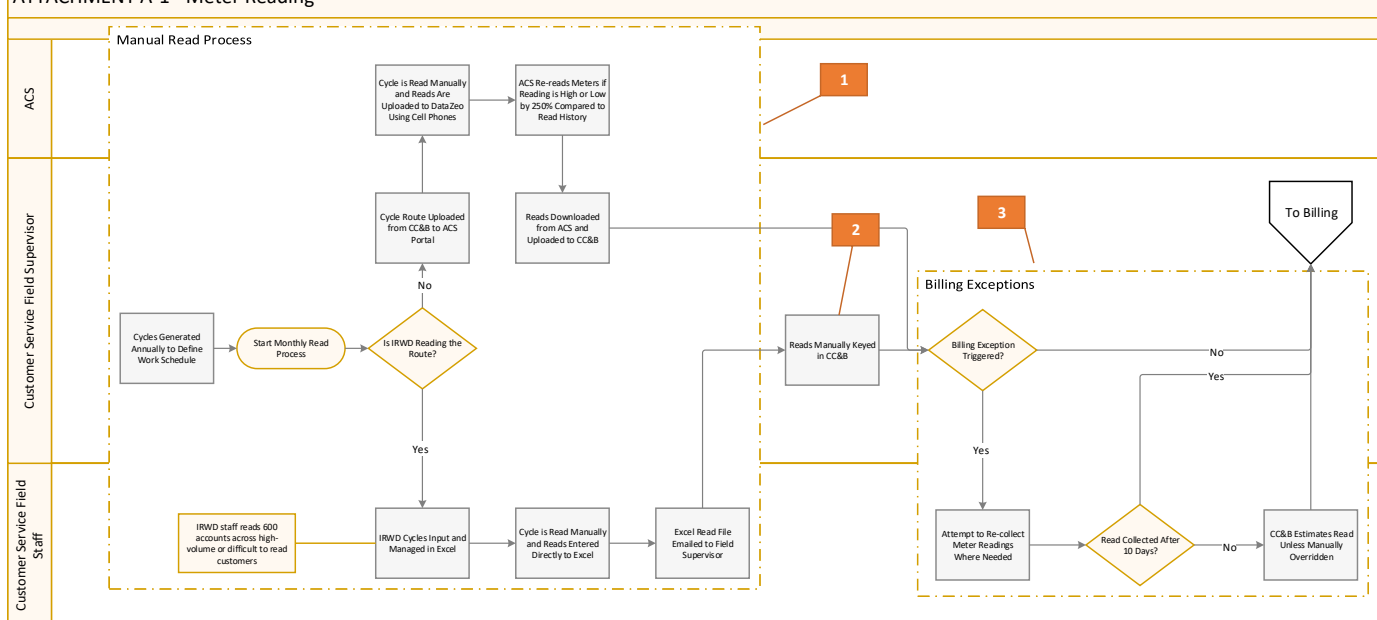 ATTACHMENT A-1 - Meter Reading
Manual Read Process
ACS
Cycle is Read Manually
and Reads Are
Uploaded to DataZeo
Using Cell Phones
ACS Re-reads Meters if
Reading is High or Low
by 250% Compared to
Read History
1
Customer Service Field Supervisor
Cycle Route Uploaded
from CC&B to ACS
Portal
Reads Downloaded
from ACS and
Uploaded to CC&B
2
3
To Billing
No
Billing Exceptions
Cycles Generated
Annually to Define
Work Schedule
Start Monthly Read
Process
Is IRWD Reading the
Route?
Reads Manually Keyed
in CC&B
Billing Exception
Triggered?
No
Yes
Yes
Yes
Customer Service Field
Staff
IRWD staff reads 600
accounts across high-
volume or difficult to read
customers
IRWD Cycles Input and
Managed in Excel
Cycle is Read Manually
and Reads Entered
Directly to Excel
Excel Read File
Emailed to Field
Supervisor
Attempt to Re-collect
Meter Readings
Where Needed
Read Collected After
10 Days?
No
CC&B Estimates Read
Unless Manually
Overridden